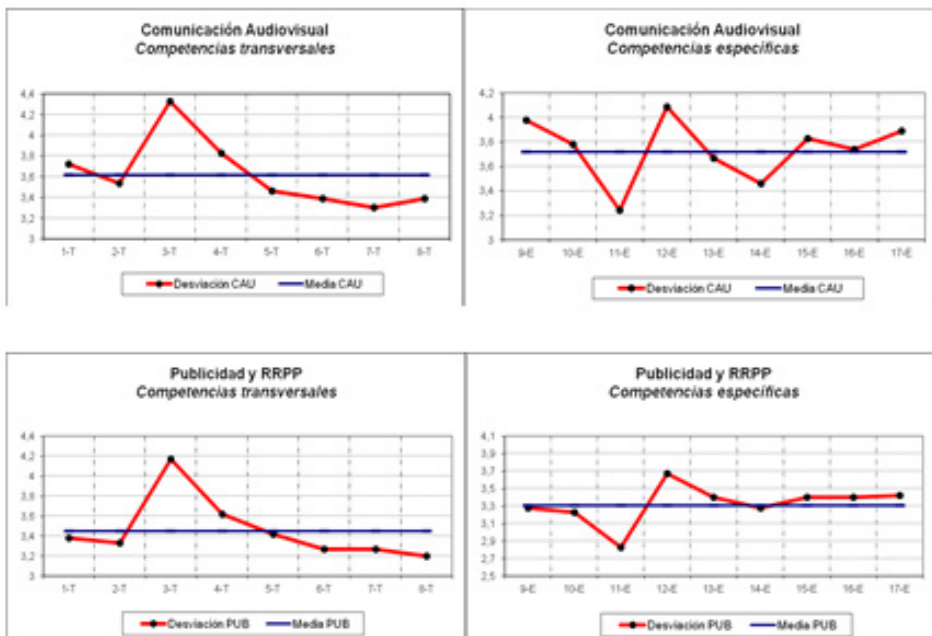 Comunicación Audiovisual
Competencias transversales
4,4
4,2
4
3,8
3,6
3,4
3,2
3
1-T 2-T 3-T 4-T 5-T 6-T 7-T 8-T
Desviación CAU Media CAU
Comunicación Audiovisual
Competencias específicas
4,2
4
3,8
3,6
3,4
3,2
3
9-E 10-E 11-E 12-E 13-E 14-E 15-E 16-E 17-E
Desviación CAU Media CAU
Publicidad y RRPP
Competencias transversales
4,4
4,2
4
3,8
3,6
3,4
3,2
3
1-T 2-T 3-T 4-T 5-T 6-T 7-T 8-T
Desviación PUB Media PUB
Publicidad y RRPP
Competencias específicas
4,1
3,9
3,7
3,5
3,3
3,1
2,9
2,7
2,5
9-E 10-E 11-E 12-E 13-E 14-E 15-E 16-E 17-E
Desviación PUB Media PUB